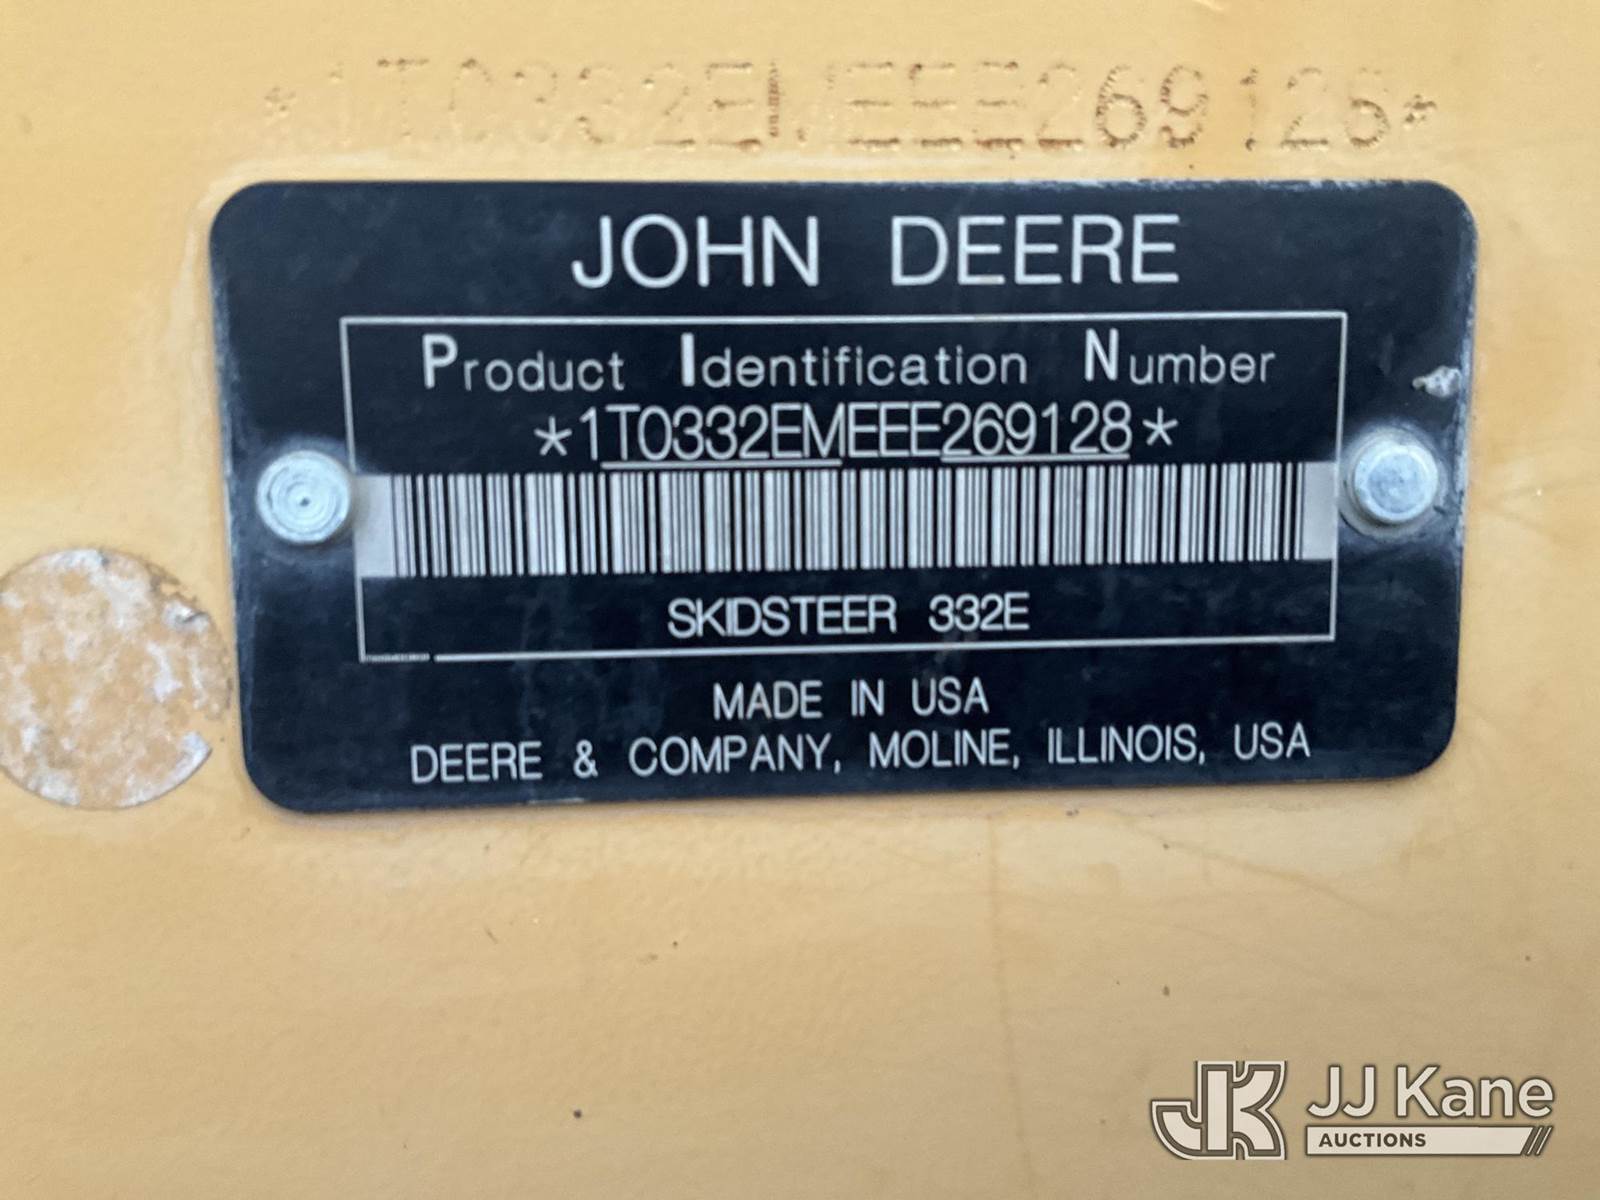 *1T0332EMEEE269128*
JOHN DEERE
Product Identification Number
*1T0332EMEEE269128*
SKIDSTEER 332E
MADE IN USA
DEERE & COMPANY, MOLINE, ILLINOIS, USA
JK JJ Kane
AUCTIONS